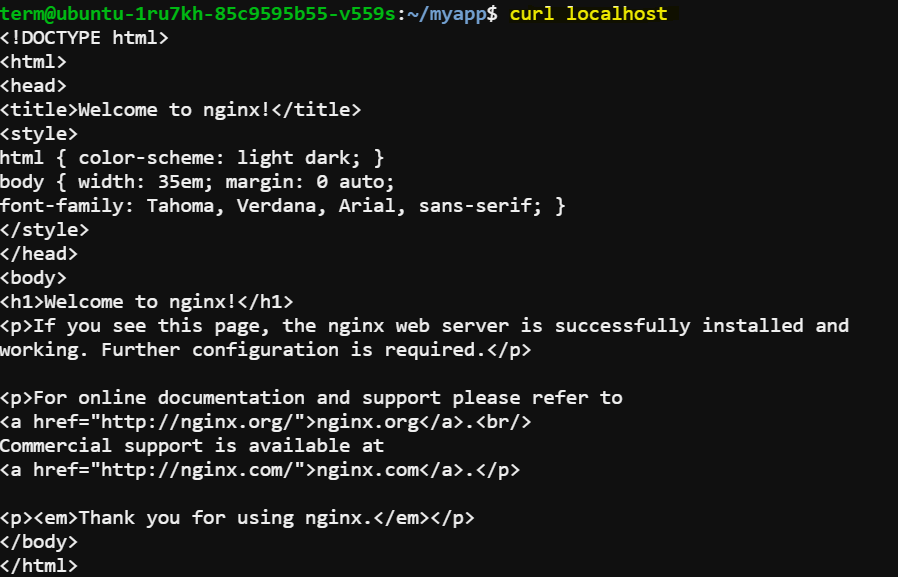 term@ubuntu-1ru7kh-85c9595b55-v559s:~/myapp$ curl localhost
<!DOCTYPE html>
<html>
<head>
<title>Welcome to nginx!</title>
<style>
html { color-scheme: light dark; }
body { width: 35em; margin: 0 auto;
font-family: Tahoma, Verdana, Arial, sans-serif; }
</style>
</head>
<body>
<h1>Welcome to nginx!</h1>
<p>If you see this page, the nginx web server is successfully installed and
working. Further configuration is required.</p>

<p>For online documentation and support please refer to
<a href="http://nginx.org/">nginx.org</a>.<br/>
Commercial support is available at
<a href="http://nginx.com/">nginx.com</a>.</p>

<p><em>Thank you for using nginx.</em></p>
</body>
</html>